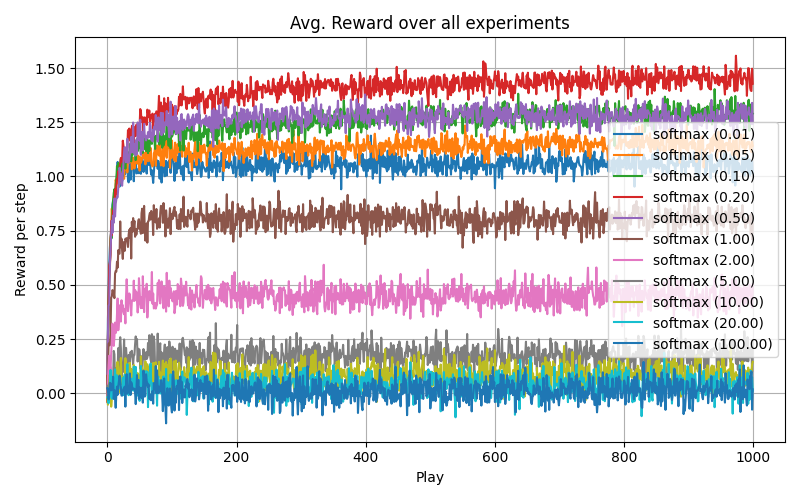 Avg. Reward over all experiments
Reward per step
1.50
1.25
1.00
0.75
0.50
0.25
0.00
softmax (0.01)
softmax (0.05)
softmax (0.10)
softmax (0.20)
softmax (0.50)
softmax (1.00)
softmax (2.00)
softmax (5.00)
softmax (10.00)
softmax (20.00)
softmax (100.00)
0 200 400 600 800 1000
Play